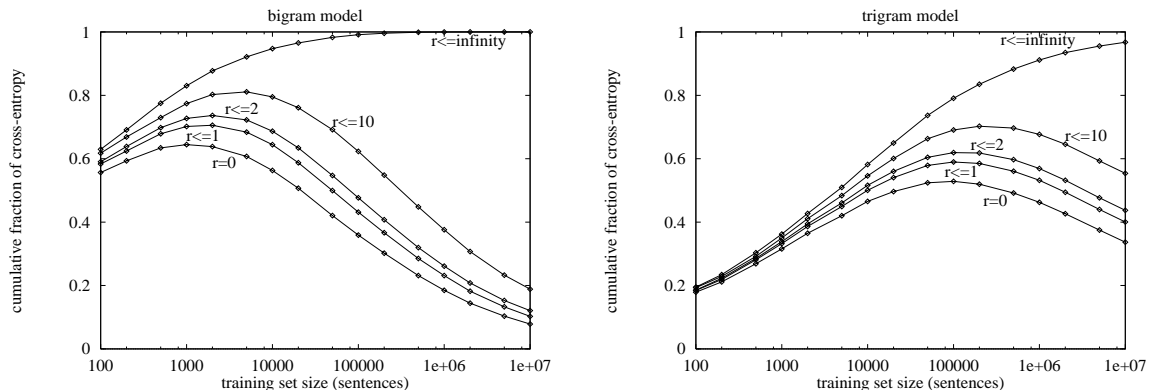 bigram model
cumulative fraction of cross-entropy
1
0.8
0.6
0.4
0.2
0
r<=infinity
r<=10
r<=2
r<=1
r=0
100 1000 10000 100000 1e+06 1e+07
training set size (sentences)
trigram model
cumulative fraction of cross-entropy
1
0.8
0.6
0.4
0.2
0
r<=infinity
r<=10
r<=2
r<=1
r=0
100 1000 10000 100000 1e+06 1e+07
training set size (sentences)